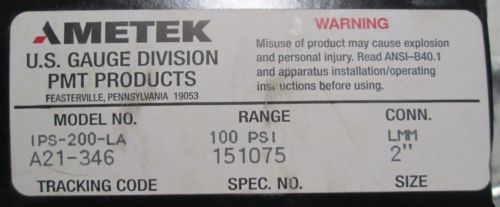 AMETEK
U.S. GAUGE DIVISION
PMT PRODUCTS
FEASTERVILLE, PENNSYLVANIA 19053
WARNING
Misuse of product may cause explosion
and personal injury. Read ANSI-B40.1
and apparatus installation/operating
instructions before using.
MODEL NO. RANGE CONN.
IPS-200-LA 100 PSI LMM
A21-346 151075 2"
TRACKING CODE SPEC. NO. SIZE